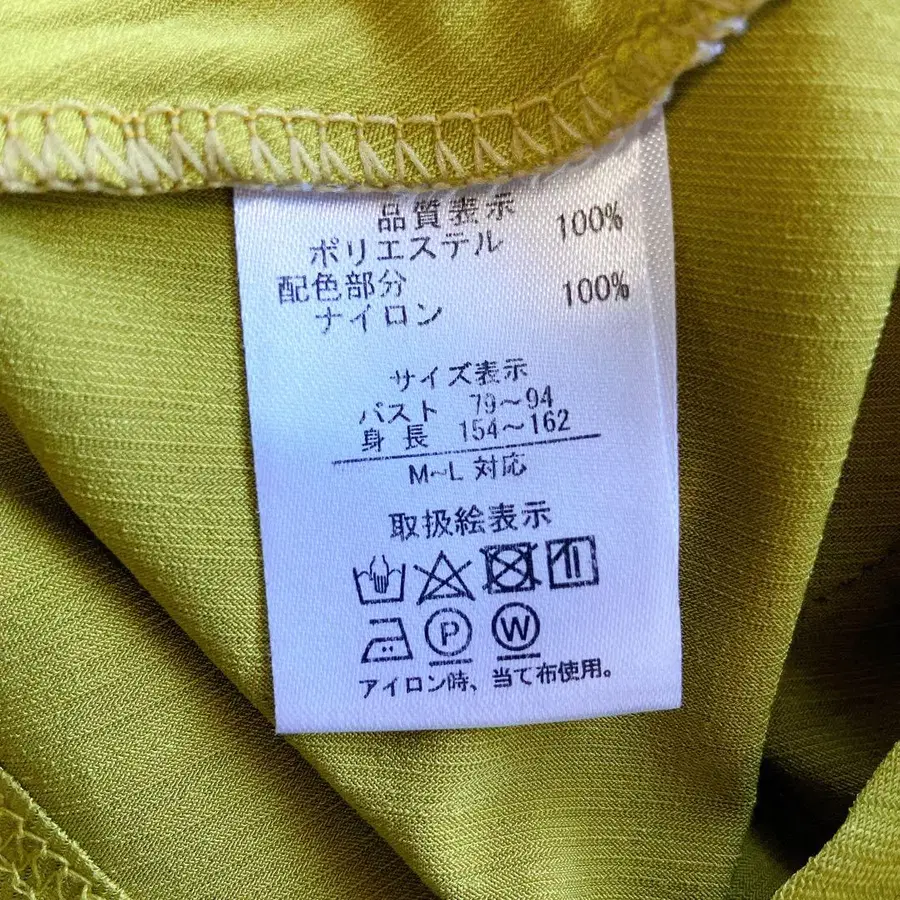 品質表示
ポリエステル 100%
配色部分
ナイロン 100%
サイズ表示
バスト 79～94
身長 154～162
M~L 対応
取扱絵表示
P W
アイロン時、当て布使用。